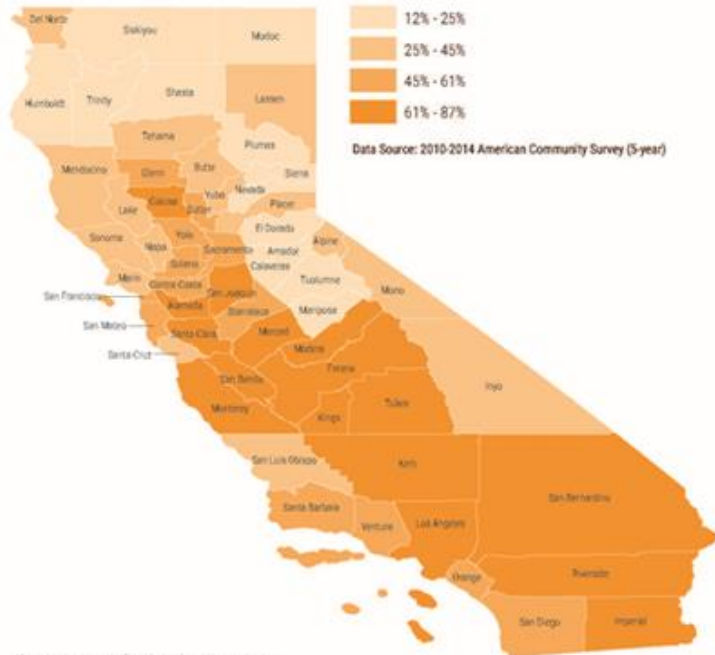 12% - 25%
25% - 45%
45% - 61%
61% - 87%
Data Source: 2010-2014 American Community Survey (5-year)
Del Norte
Siskiyou
Modoc
Humboldt
Trinity
Shasta
Lassen
Tehama
Plumas
Mendocino
Glenn
Butte
Sierra
Colusa
Yuba
Nevada
Lake
Sutter
Placer
Sonoma
Napa
Yolo
Sacramento
El Dorado
Amador
Alpine
Marin
Solano
Calaveras
San Francisco
Contra Costa
San Joaquin
Tuolumne
Mono
Alameda
Stanislaus
Mariposa
San Mateo
Santa Clara
Merced
Santa Cruz
Madera
San Benito
Fresno
Inyo
Monterey
Kings
Tulare
San Luis Obispo
Kern
San Bernardino
Santa Barbara
Ventura
Los Angeles
Orange
Riverside
San Diego
Imperial